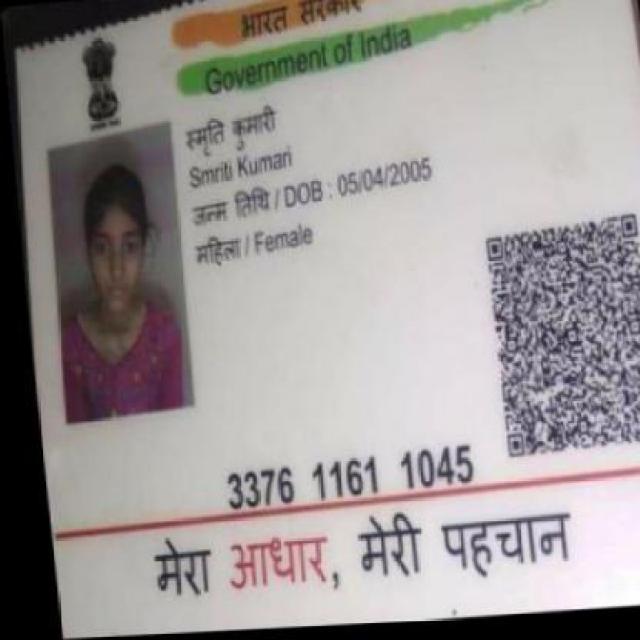 भारत सरकार
Government of India
स्मृति कुमारी
Smriti Kumari
जन्म तिथि / DOB : 05/04/2005
महिला / Female
3376 1161 1045
मेरा आधार, मेरी पहचान